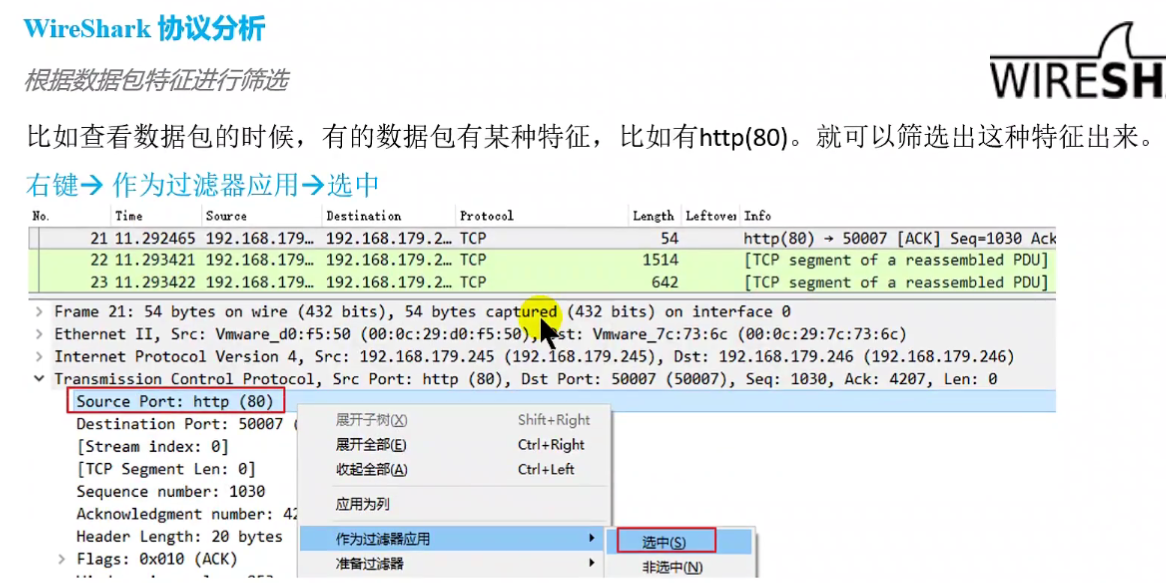 WireShark 协议分析
根据数据包特征进行筛选
WIRESH
比如查看数据包的时候，有的数据包有某种特征，比如有http(80)。就可以筛选出这种特征出来。
右键→ 作为过滤器应用→选中
No. Time Source Destination Protocol Length Leftover Info
21 11.292465 192.168.179… 192.168.179.2… TCP 54 http(80) → 50007 [ACK] Seq=1030 Ack
22 11.293421 192.168.179… 192.168.179.2… TCP 1514 [TCP segment of a reassembled PDU]
23 11.293422 192.168.179… 192.168.179.2… TCP 642 [TCP segment of a reassembled PDU]
Frame 21: 54 bytes on wire (432 bits), 54 bytes captured (432 bits) on interface 0
Ethernet II, Src: Vmware_d0:f5:50 (00:0c:29:d0:f5:50), Dst: Vmware_7c:73:6c (00:0c:29:7c:73:6c)
Internet Protocol Version 4, Src: 192.168.179.245 (192.168.179.245), Dst: 192.168.179.246 (192.168.179.246)
Transmission Control Protocol, Src Port: http (80), Dst Port: 50007 (50007), Seq: 1030, Ack: 4207, Len: 0
Source Port: http (80)
Destination Port: 50007 (
[Stream index: 0]
[TCP Segment Len: 0]
Sequence number: 1030
Acknowledgment number: 42
Header Length: 20 bytes
Flags: 0x010 (ACK)
展开子树(X) Shift+Right
展开全部(E) Ctrl+Right
收起全部(A) Ctrl+Left
应用为列
作为过滤器应用
准备过滤器
选中(S)
非选中(N)